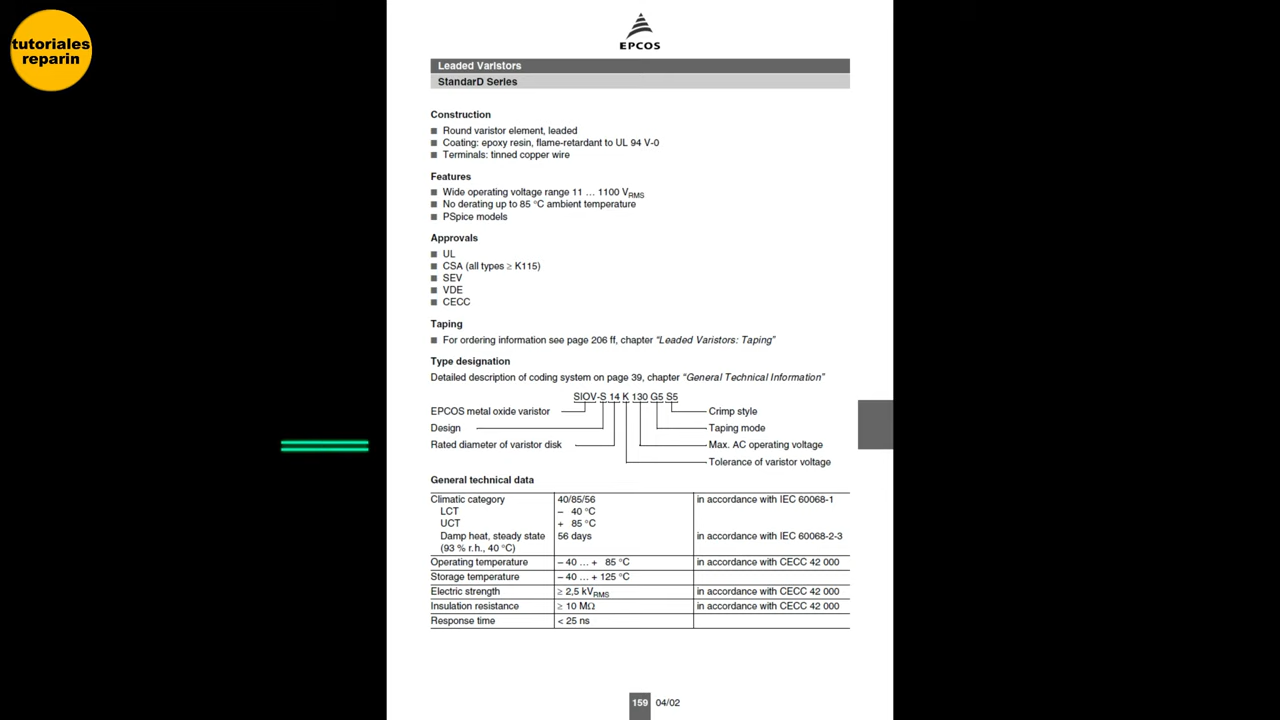 tutoriales
reparin
EPCOS
Leaded Varistors
StandarD Series
Construction
■ Round varistor element, leaded
■ Coating: epoxy resin, flame-retardant to UL 94 V-0
■ Terminals: tinned copper wire
Features
■ Wide operating voltage range 11 … 1100 VRMS
■ No derating up to 85 °C ambient temperature
■ PSpice models
Approvals
■ UL
■ CSA (all types ≥ K115)
■ SEV
■ VDE
■ CECC
Taping
■ For ordering information see page 206 ff, chapter “Leaded Varistors: Taping”
Type designation
Detailed description of coding system on page 39, chapter “General Technical Information”
SIOV-S 14 K 130 G5 S5
EPCOS metal oxide varistor Crimp style
Design Taping mode
Rated diameter of varistor disk Max. AC operating voltage
Tolerance of varistor voltage
General technical data
Climatic category 40/85/56 in accordance with IEC 60068-1
LCT – 40 °C
UCT + 85 °C
Damp heat, steady state 56 days in accordance with IEC 60068-2-3
(93 % r.h., 40 °C)
Operating temperature – 40 … + 85 °C in accordance with CECC 42 000
Storage temperature – 40 … + 125 °C
Electric strength ≥ 2,5 kVRMS in accordance with CECC 42 000
Insulation resistance ≥ 10 MΩ in accordance with CECC 42 000
Response time < 25 ns
159 04/02